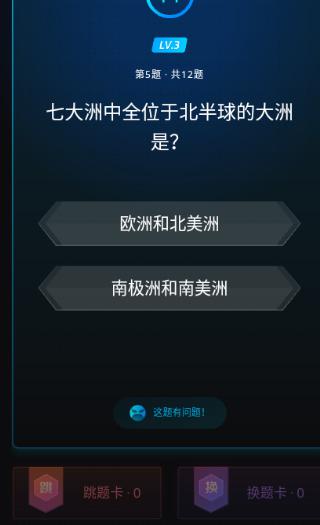 LV.3
第5题 · 共12题
七大洲中全位于北半球的大洲
是？
欧洲和北美洲
南极洲和南美洲
这题有问题！
跳
跳题卡 · 0
换
换题卡 · 0